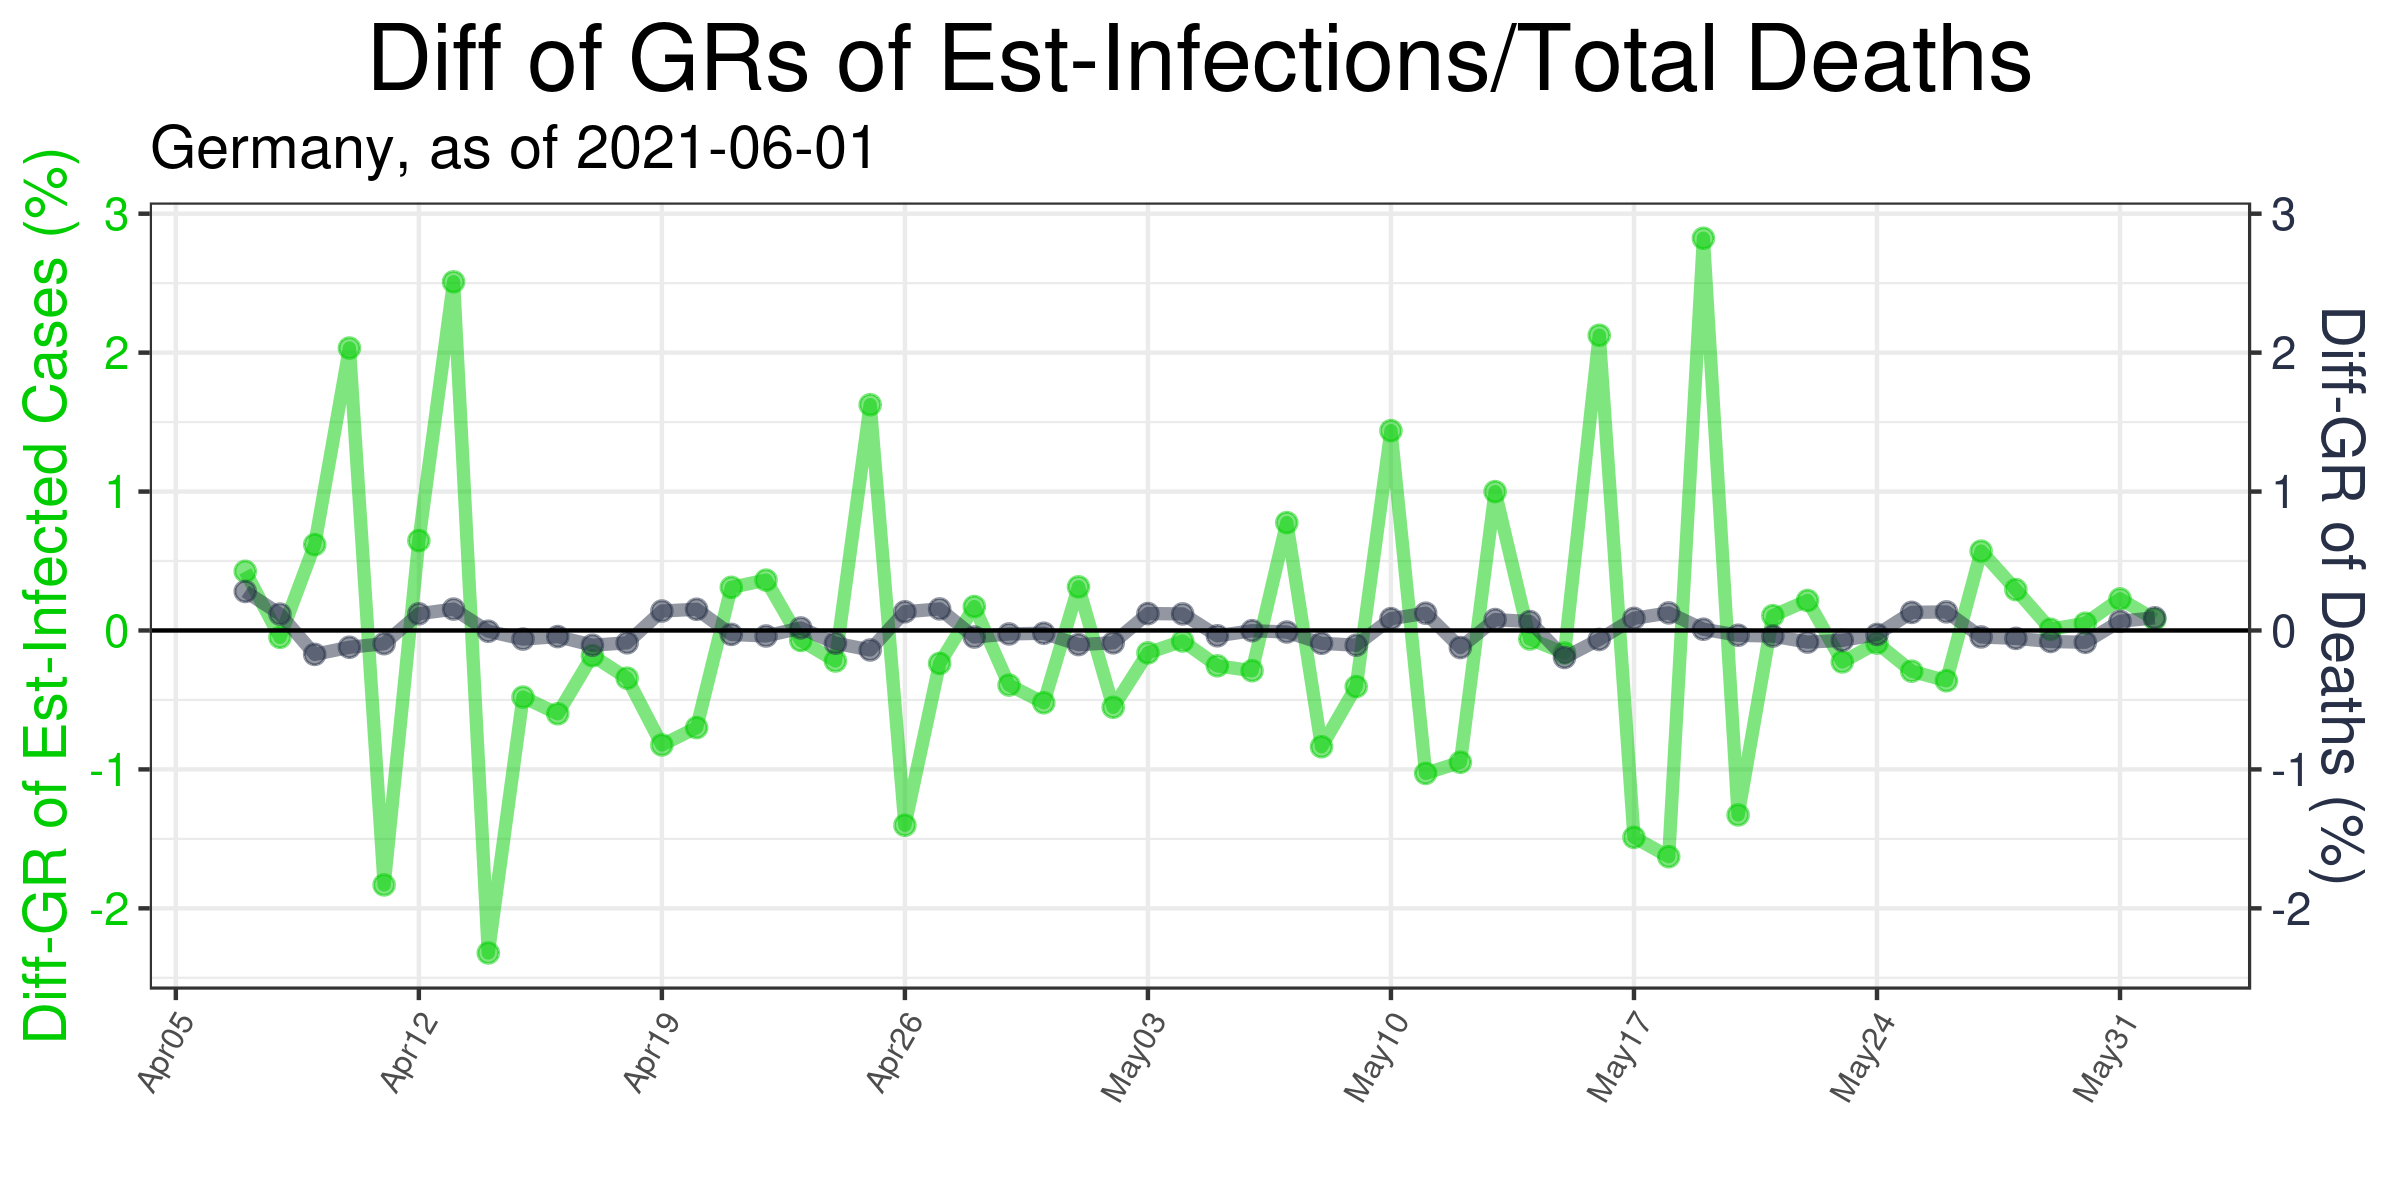 Diff of GRs of Est-Infections/Total Deaths
Germany, as of 2021-06-01
Diff-GR of Est-Infected Cases (%)
3
2
1
0
-1
-2
3
2
1
0
-1
-2
Diff-GR of Deaths (%)
Apr05
Apr12
Apr19
Apr26
May03
May10
May17
May24
May31